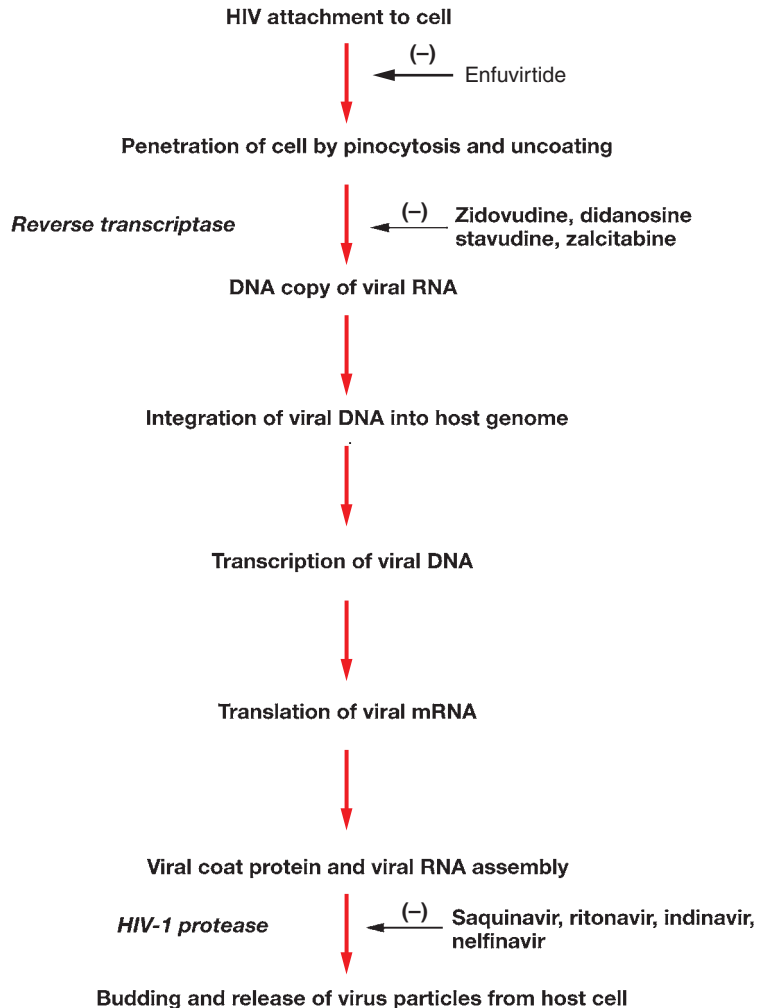 HIV attachment to cell
(–)
Enfuvirtide
Penetration of cell by pinocytosis and uncoating
Reverse transcriptase
(–)
Zidovudine, didanosine
stavudine, zalcitabine
DNA copy of viral RNA
Integration of viral DNA into host genome
Transcription of viral DNA
Translation of viral mRNA
Viral coat protein and viral RNA assembly
HIV-1 protease
(–)
Saquinavir, ritonavir, indinavir,
nelfinavir
Budding and release of virus particles from host cell